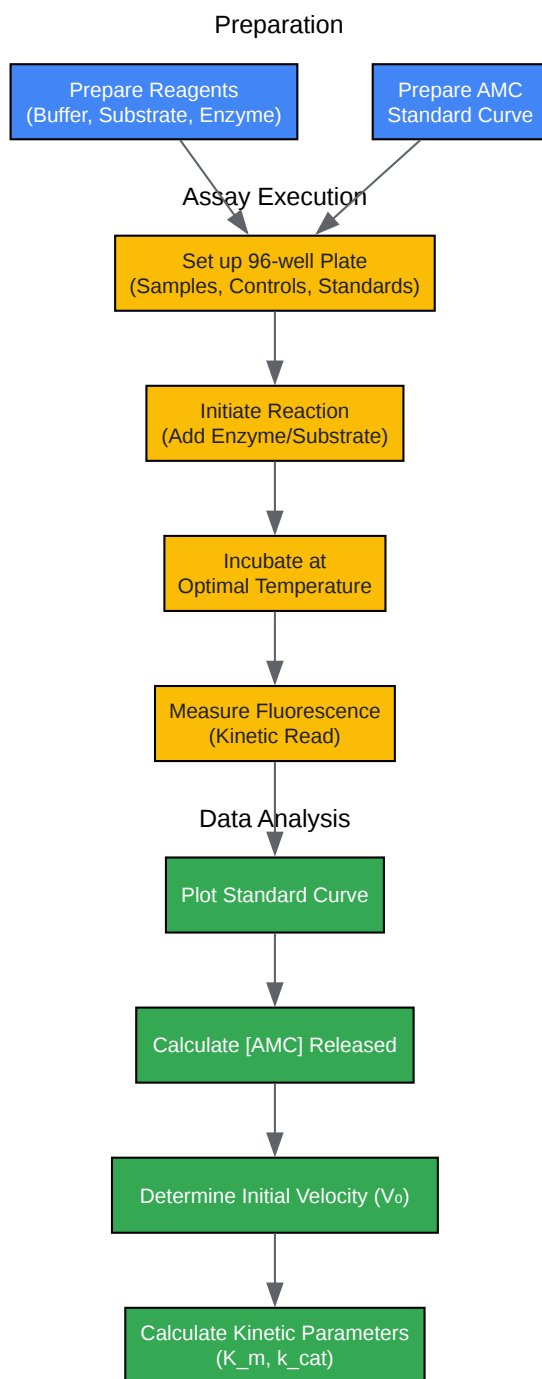 Preparation
Prepare Reagents
(Buffer, Substrate, Enzyme)
Prepare AMC
Standard Curve
Assay Execution
Set up 96-well Plate
(Samples, Controls, Standards)
Initiate Reaction
(Add Enzyme/Substrate)
Incubate at
Optimal Temperature
Measure Fluorescence
(Kinetic Read)
Data Analysis
Plot Standard Curve
Calculate [AMC] Released
Determine Initial Velocity (V₀)
Calculate Kinetic Parameters
(K_m, k_cat)